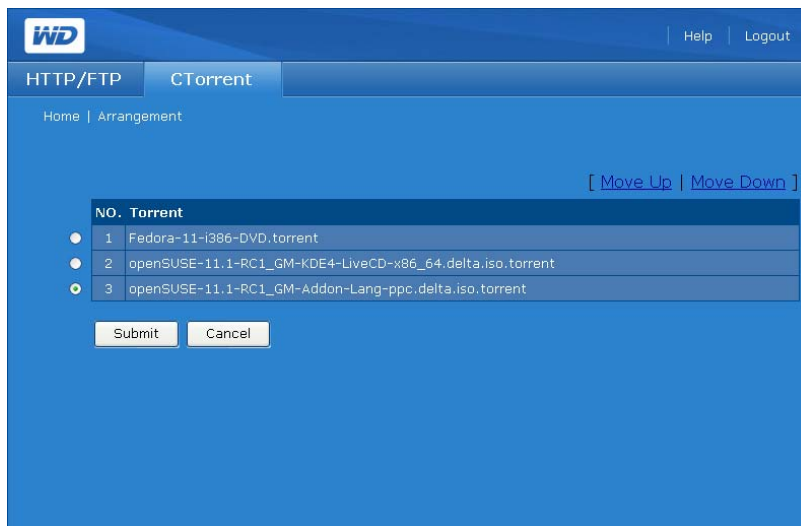 WD
Help | Logout
HTTP/FTP CTorrent
Home | Arrangement
[ Move Up | Move Down ]
NO. Torrent
1 Fedora-11-i386-DVD.torrent
2 openSUSE-11.1-RC1_GM-KDE4-LiveCD-x86_64.delta.iso.torrent
3 openSUSE-11.1-RC1_GM-Addon-Lang-ppc.delta.iso.torrent
Submit Cancel